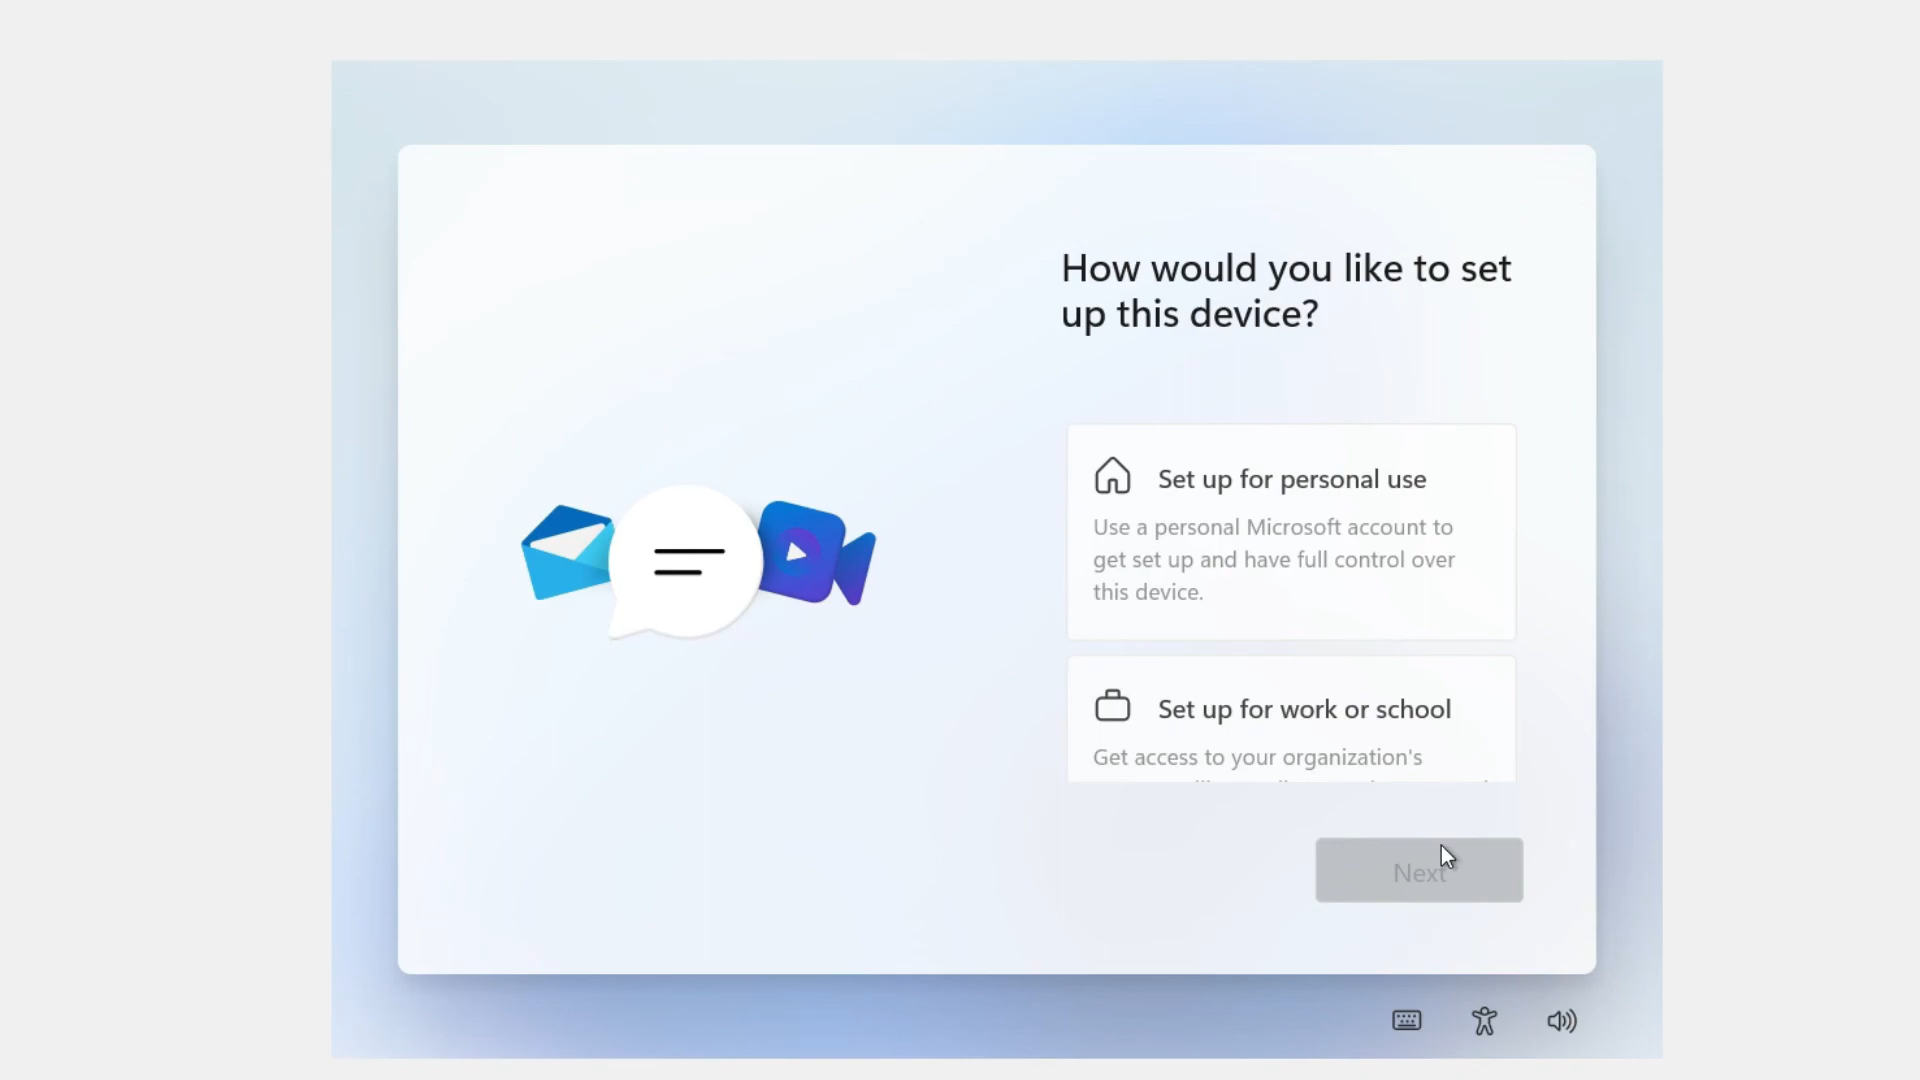 How would you like to set
up this device?
Set up for personal use
Use a personal Microsoft account to
get set up and have full control over
this device.
Set up for work or school
Get access to your organization's
Next